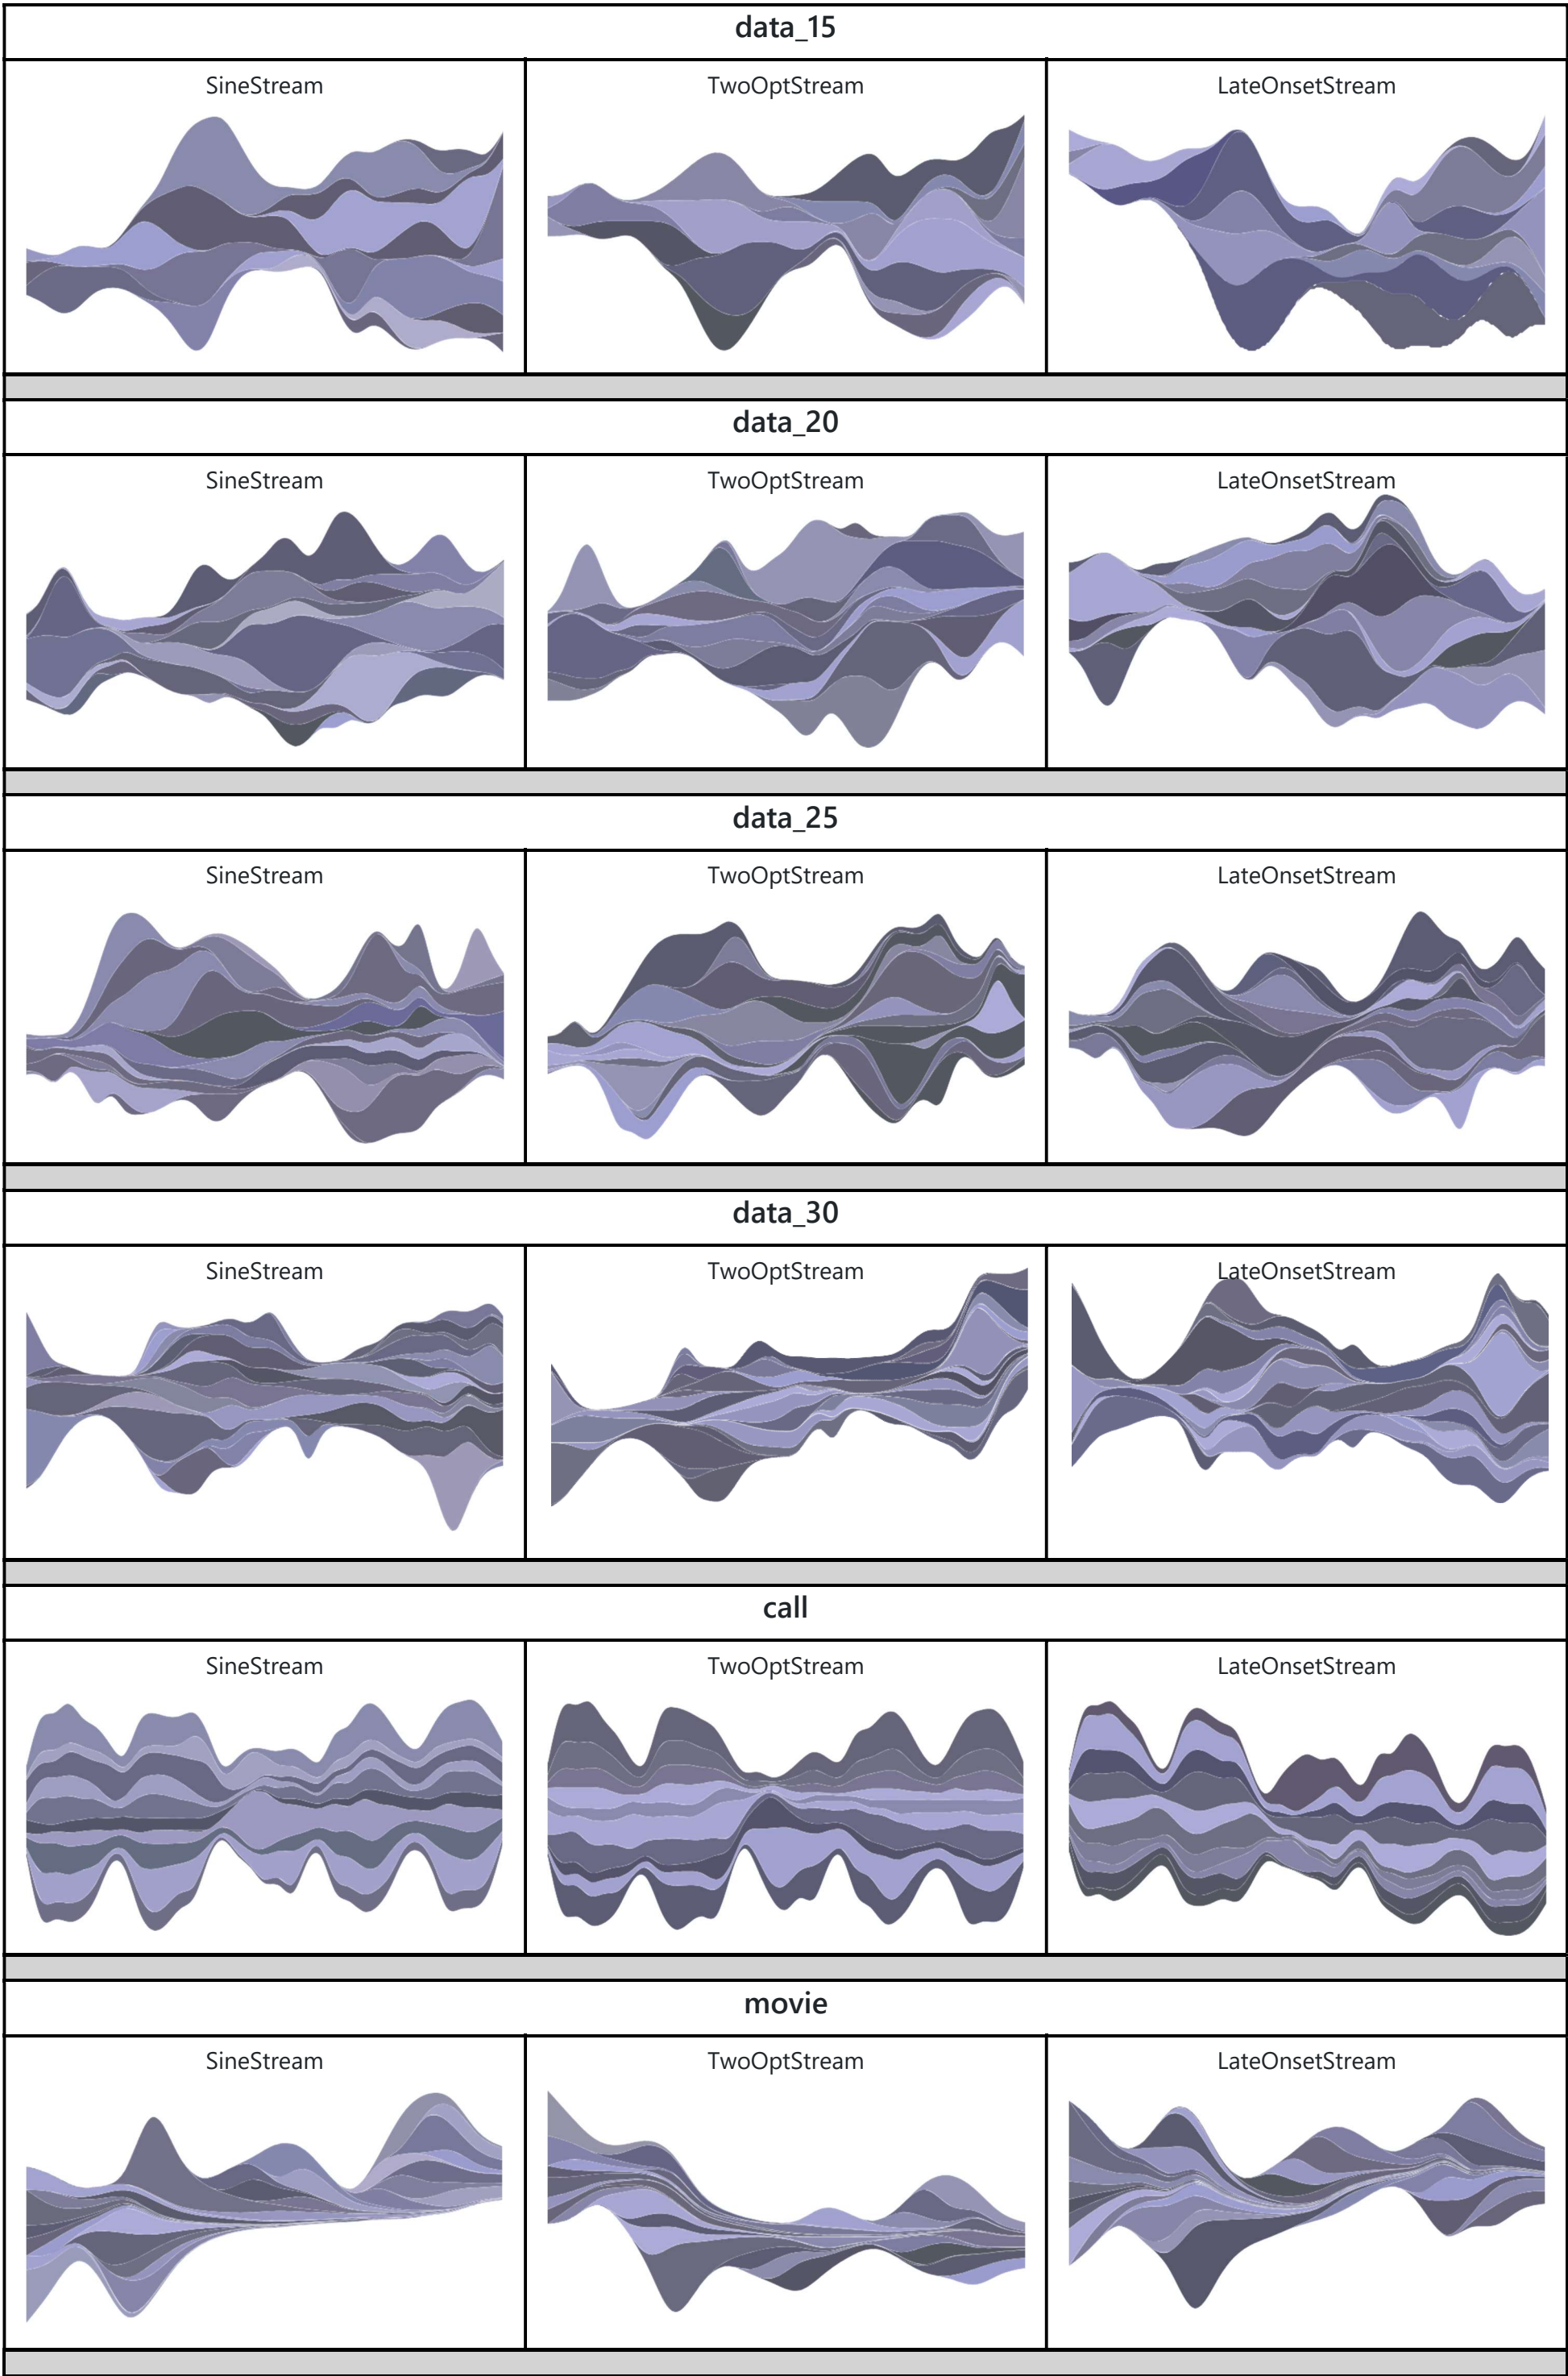 data_15
SineStream
TwoOptStream
LateOnsetStream
data_20
SineStream
TwoOptStream
LateOnsetStream
data_25
SineStream
TwoOptStream
LateOnsetStream
data_30
SineStream
TwoOptStream
LateOnsetStream
call
SineStream
TwoOptStream
LateOnsetStream
movie
SineStream
TwoOptStream
LateOnsetStream